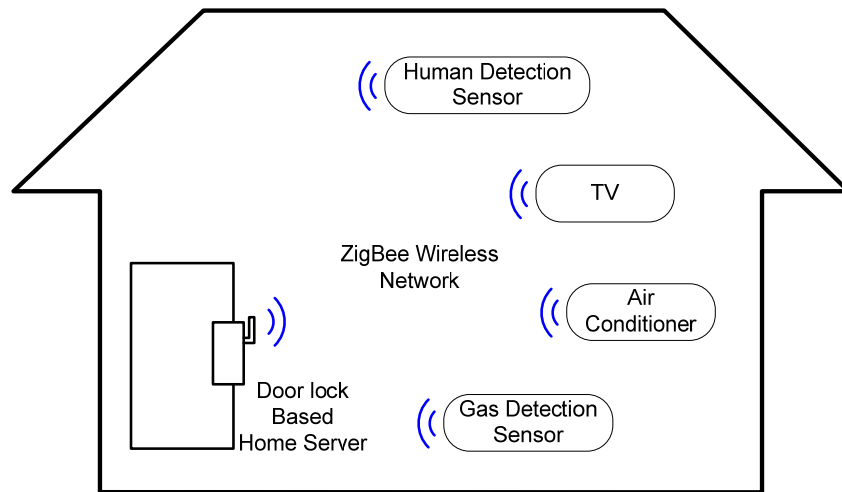 Human Detection
Sensor
TV
ZigBee Wireless
Network
Air
Conditioner
Door lock
Based
Home Server
Gas Detection
Sensor